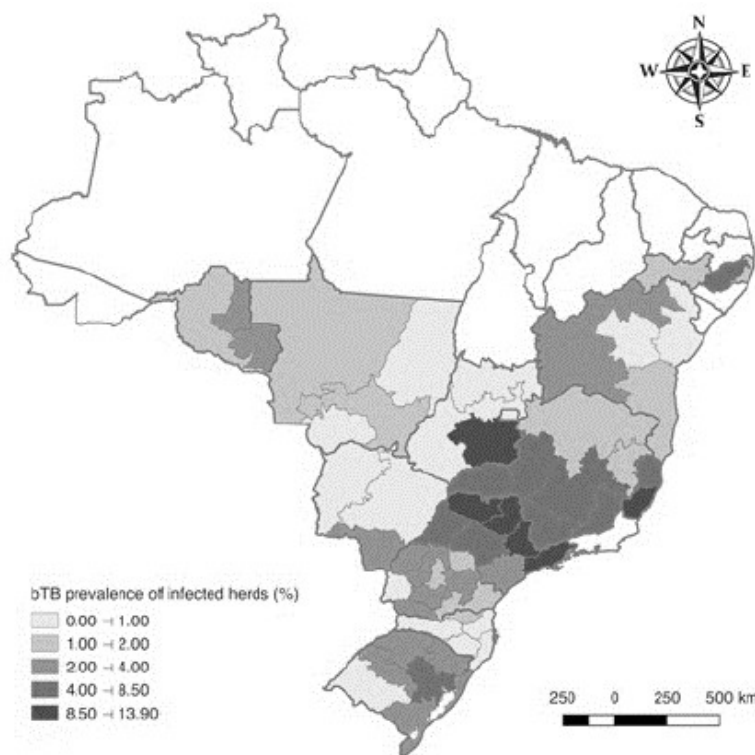 N
W E
S
bTB prevalence of infected herds (%)
0.00 ⊣ 1.00
1.00 ⊣ 2.00
2.00 ⊣ 4.00
4.00 ⊣ 8.50
8.50 ⊣ 13.90
250 0 250 500 km